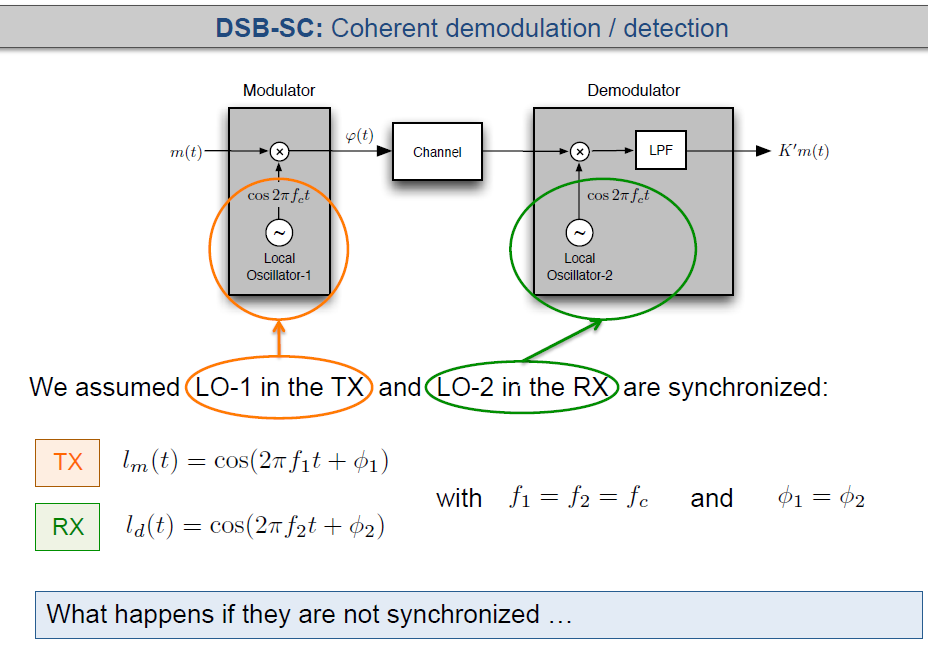 DSB-SC: Coherent demodulation / detection
Modulator
Demodulator
m(t)
φ(t)
Channel
LPF
K′m(t)
cos 2πf_c t
cos 2πf_c t
~
~
Local
Oscillator-1
Local
Oscillator-2
We assumed LO-1 in the TX and LO-2 in the RX are synchronized:
TX l_m(t) = cos(2πf_1t + ϕ_1)
with f_1 = f_2 = f_c and ϕ_1 = ϕ_2
RX l_d(t) = cos(2πf_2t + ϕ_2)
What happens if they are not synchronized …